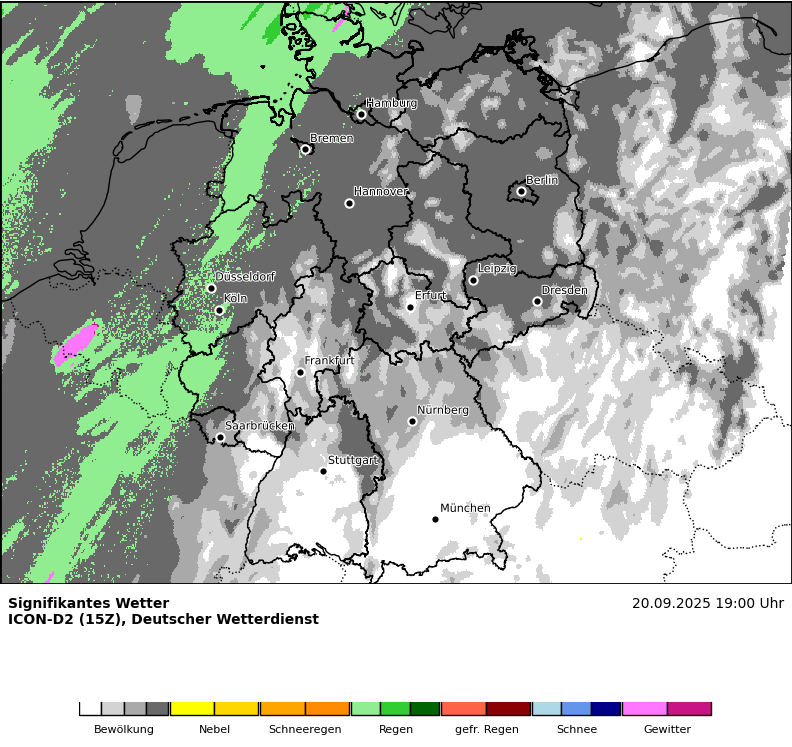 Hamburg
Bremen
Berlin
Hannover
Düsseldorf
Leipzig
Köln
Erfurt
Dresden
Frankfurt
Nürnberg
Saarbrücken
Stuttgart
München
Signifikantes Wetter
20.09.2025 19:00 Uhr
ICON-D2 (15Z), Deutscher Wetterdienst
Bewölkung Nebel Schneeregen Regen gefr. Regen Schnee Gewitter